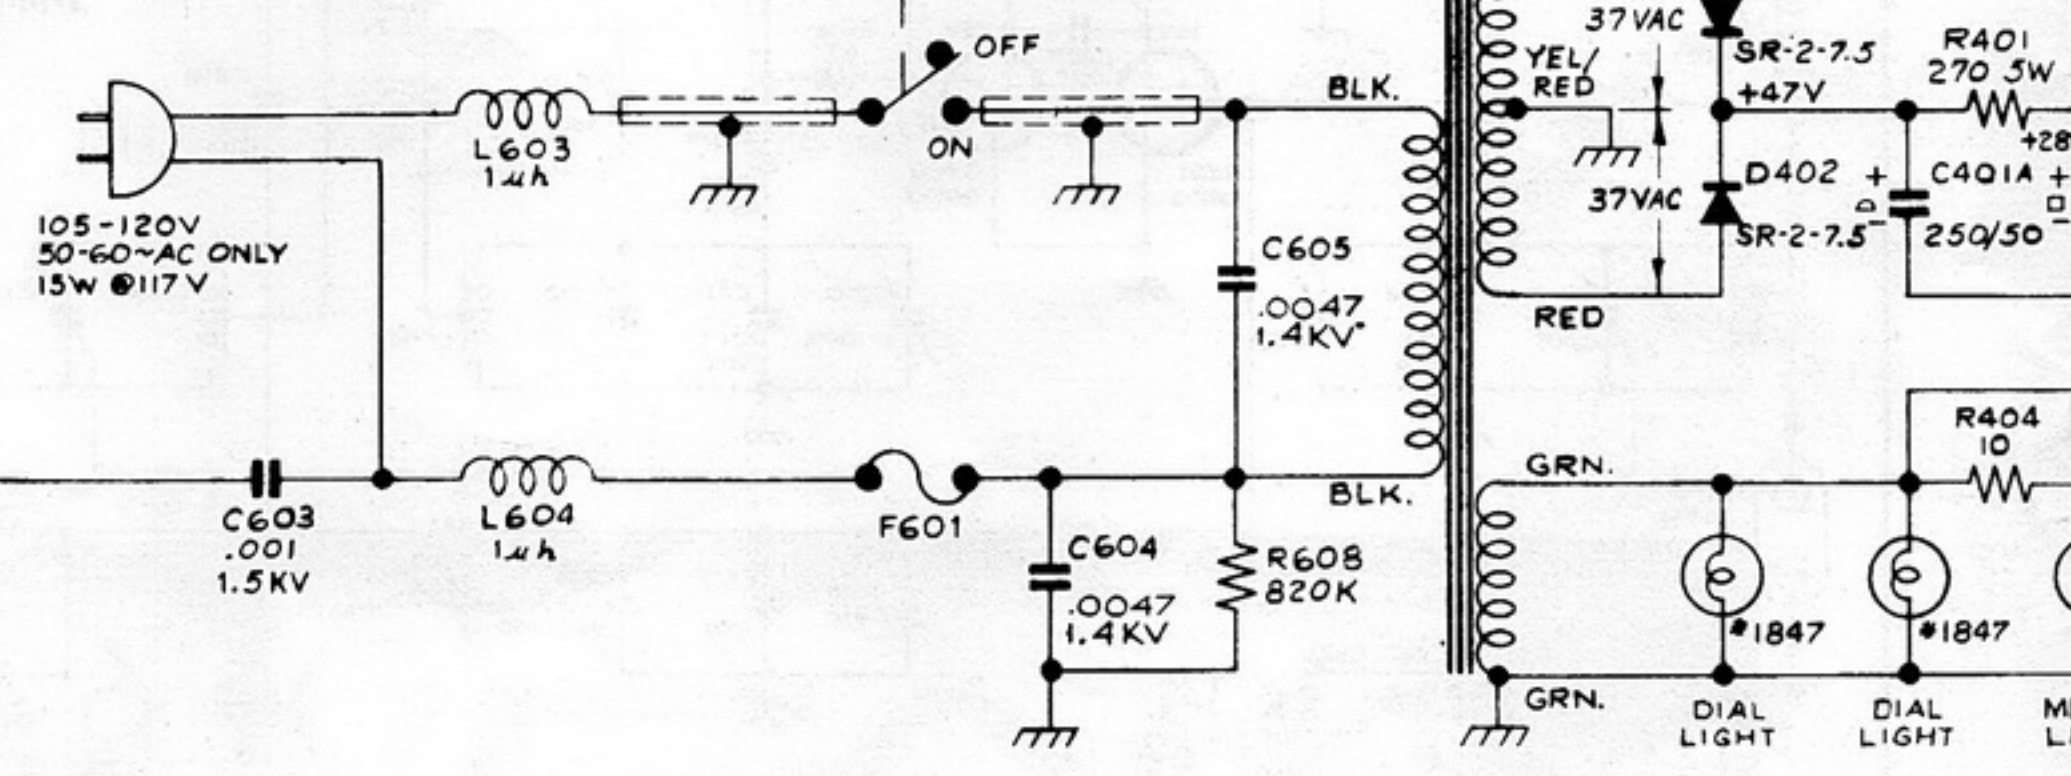 37VAC
OFF
YEL/
RED
SR-2-7.5
R401
270 5W
BLK.
+47V
L603
1µh
ON
+28
D402
+
C401A
+
37VAC
105-120V
50-60~AC ONLY
15W @117V
SR-2-7.5
250/50
C605
.0047
1.4KV
RED
R404
10
GRN.
BLK.
C603
.001
1.5KV
L604
1µh
F601
C604
.0047
1.4KV
R608
820K
#1847
#1847
GRN.
DIAL
LIGHT
DIAL
LIGHT